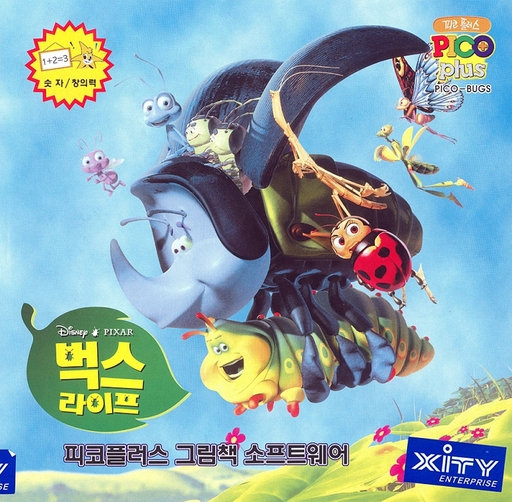 1+2=3
숫자/창의력
피코 플러스
PICO
plus
PICO-BUGS
Disney PIXAR
벅스
라이프
피코플러스 그림책 소프트웨어
TY
SE
XiTY
ENTERPRISE